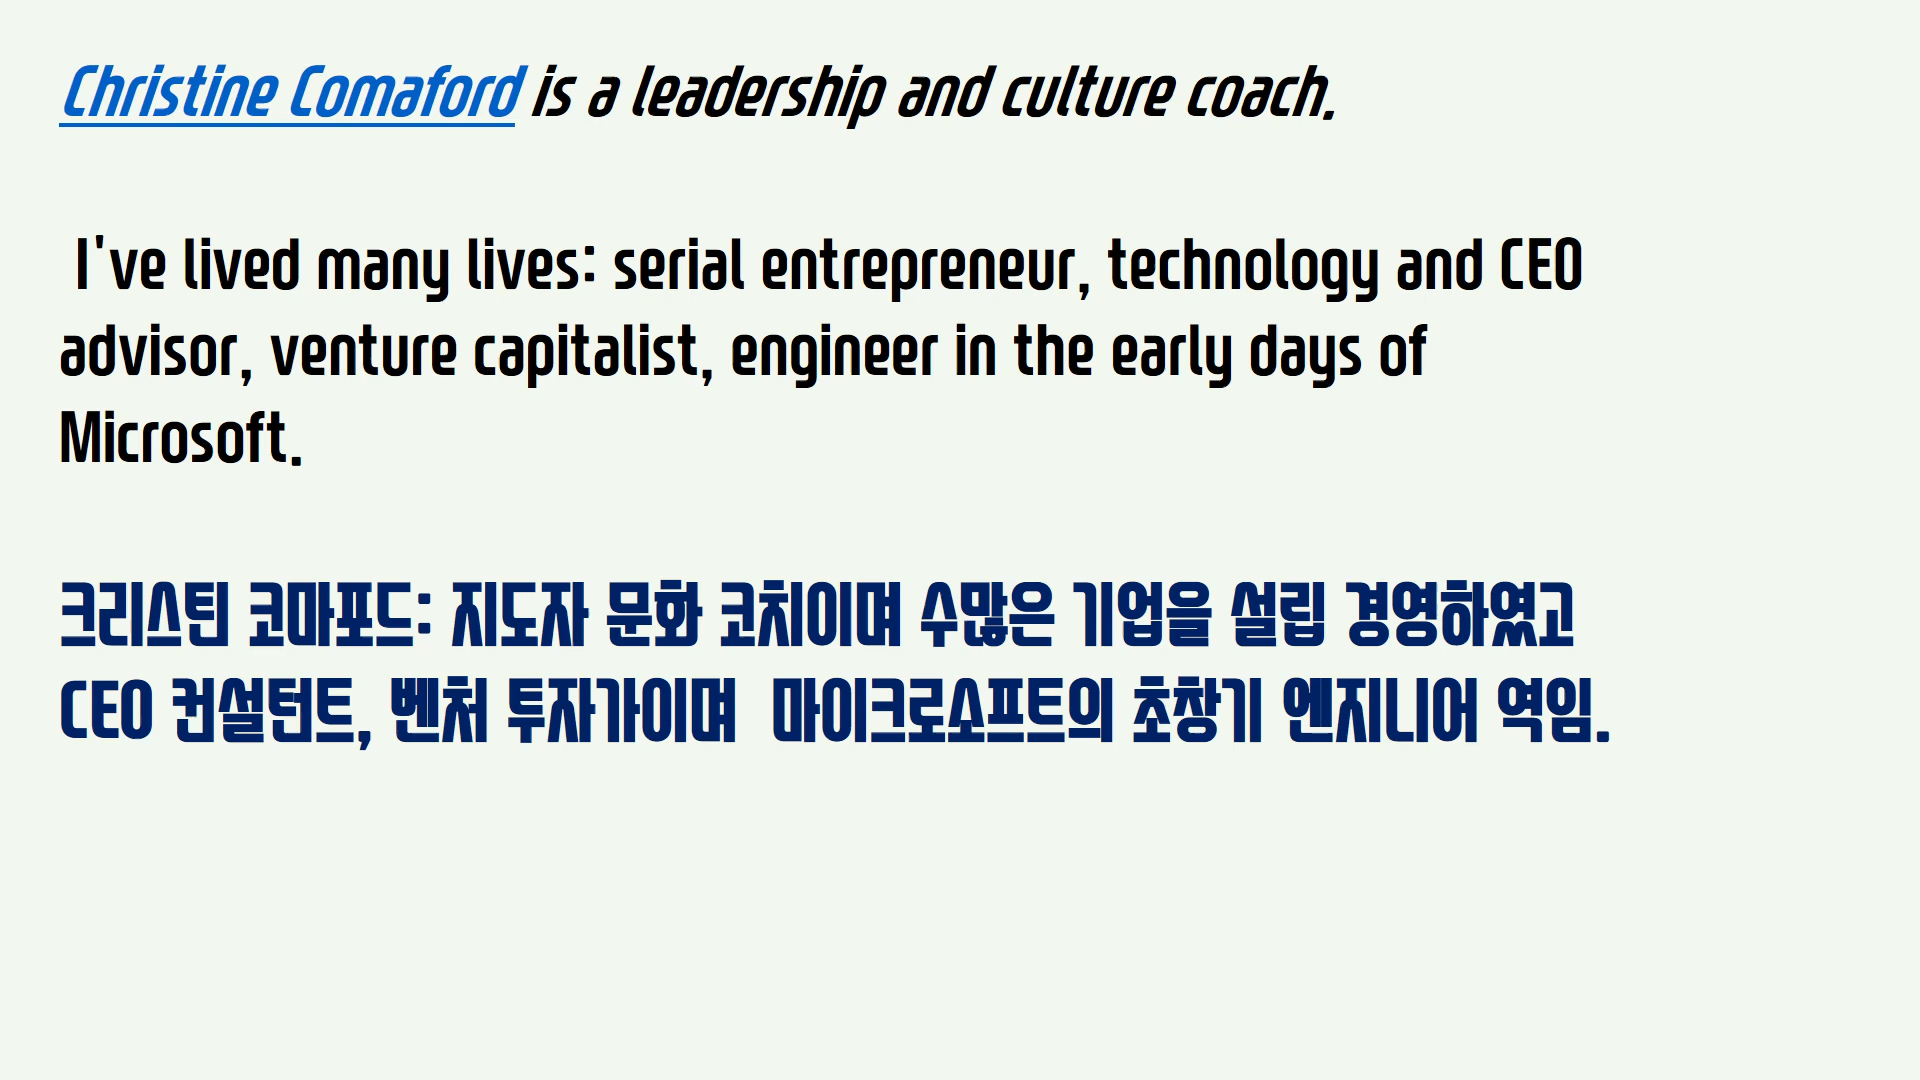 Christine Comaford is a leadership and culture coach.
I've lived many lives: serial entrepreneur, technology and CEO
advisor, venture capitalist, engineer in the early days of
Microsoft.
크리스틴 코마포드: 지도자 문화 코치이며 수많은 기업을 설립 경영하였고
CEO 컨설턴트, 벤처 투자가이며 마이크로소프트의 초창기 엔지니어 역임.